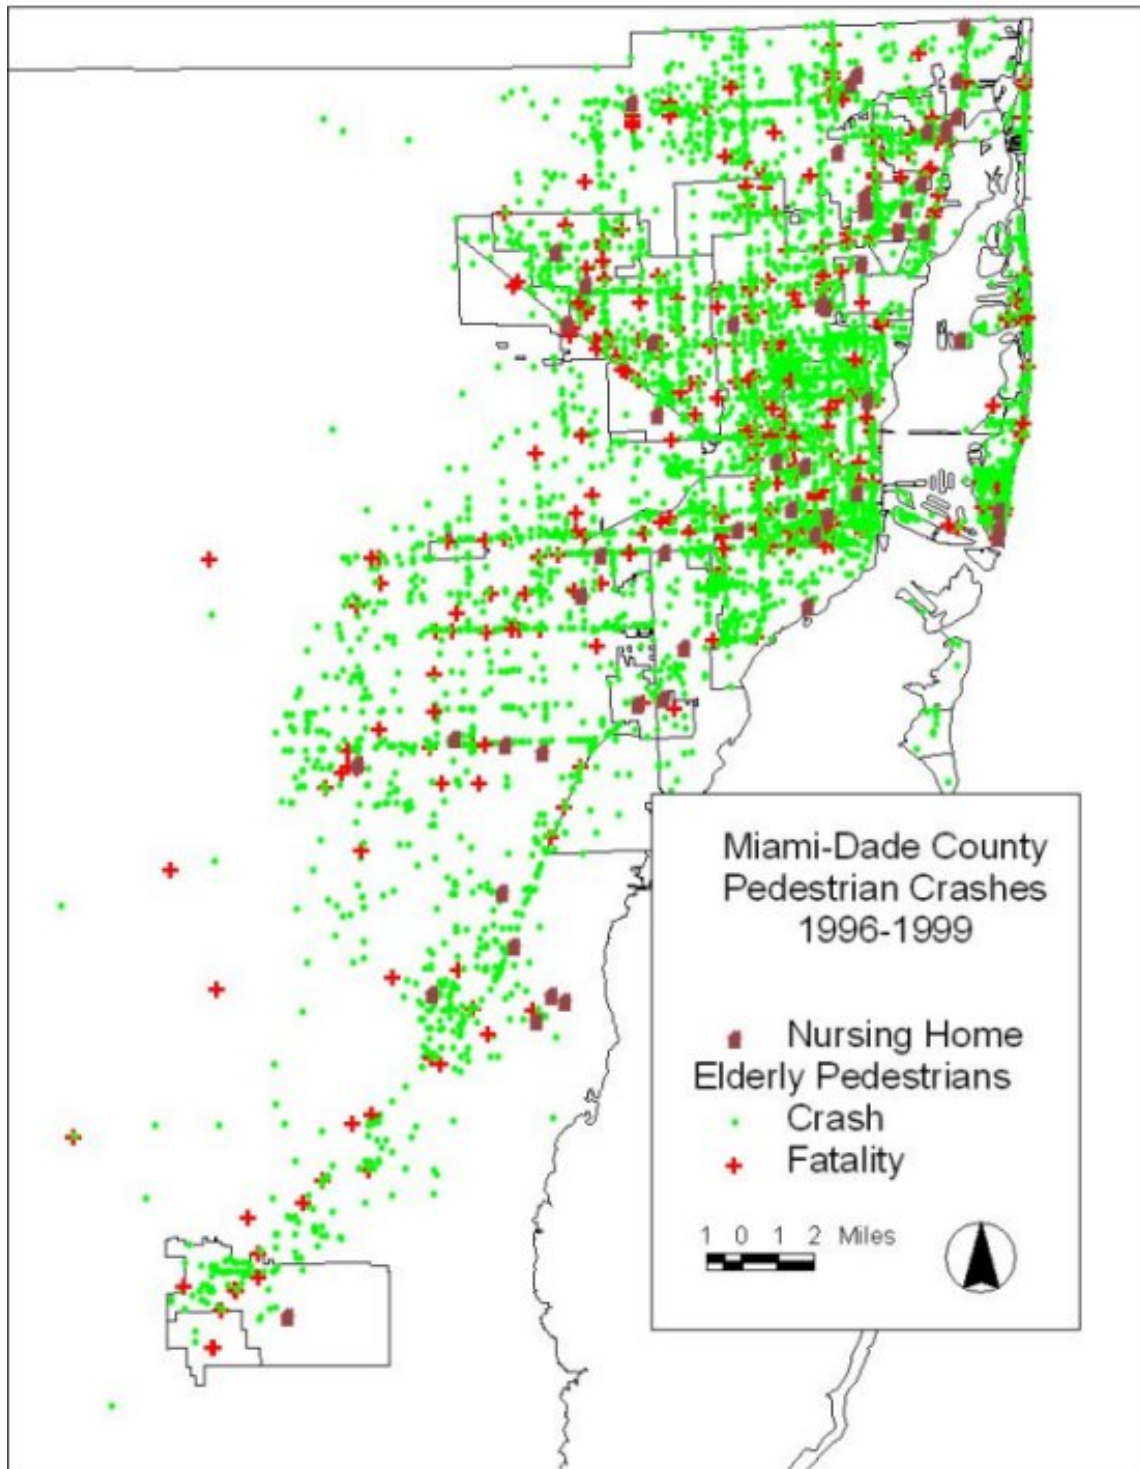 Miami-Dade County
Pedestrian Crashes
1996-1999
Nursing Home
Elderly Pedestrians
Crash
Fatality
1 0 1 2 Miles